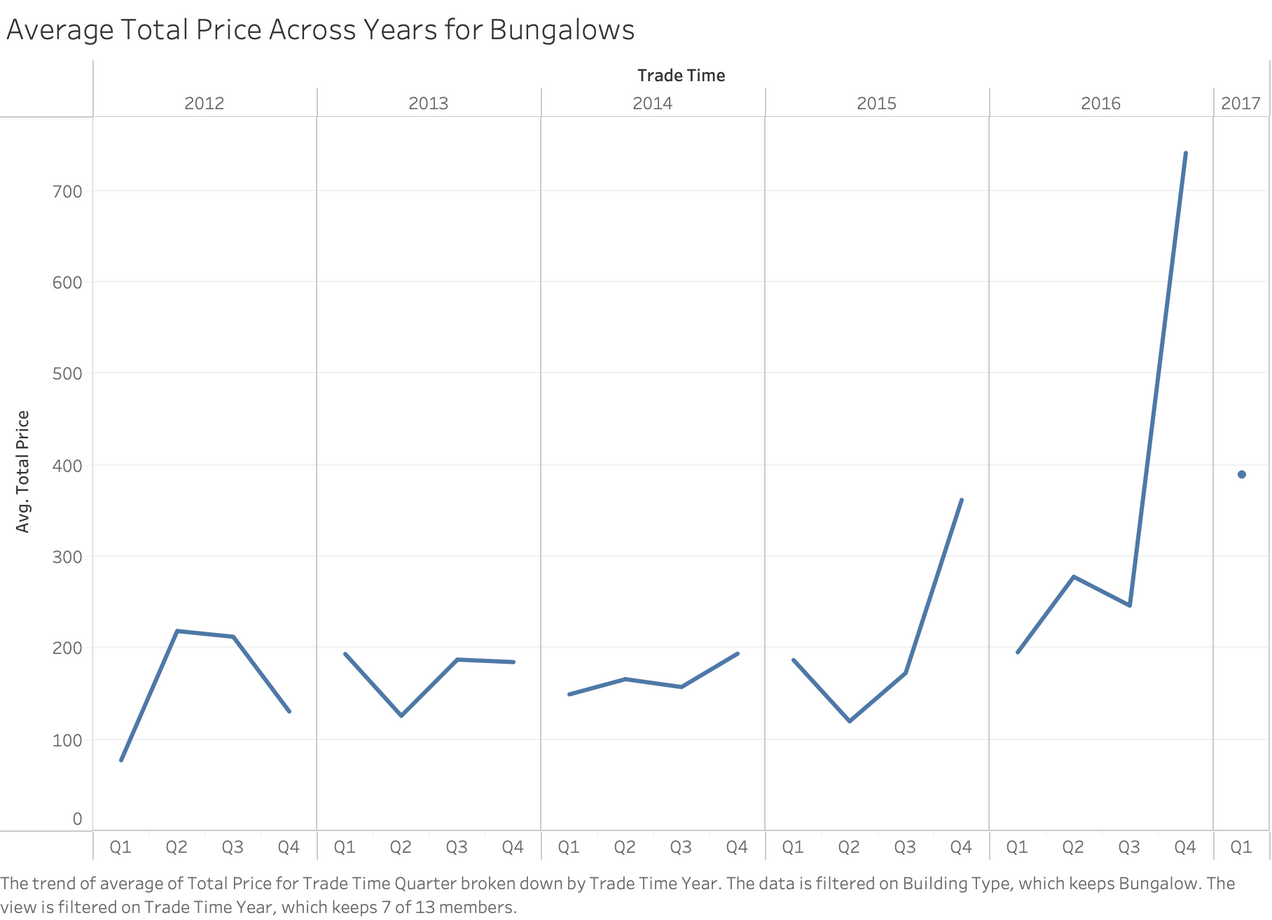 Average Total Price Across Years for Bungalows
Trade Time
2012 2013 2014 2015 2016 2017
Avg. Total Price
700
600
500
400
300
200
100
0
Q1 Q2 Q3 Q4 Q1 Q2 Q3 Q4 Q1 Q2 Q3 Q4 Q1 Q2 Q3 Q4 Q1 Q2 Q3 Q4 Q1
The trend of average of Total Price for Trade Time Quarter broken down by Trade Time Year. The data is filtered on Building Type, which keeps Bungalow. The
view is filtered on Trade Time Year, which keeps 7 of 13 members.